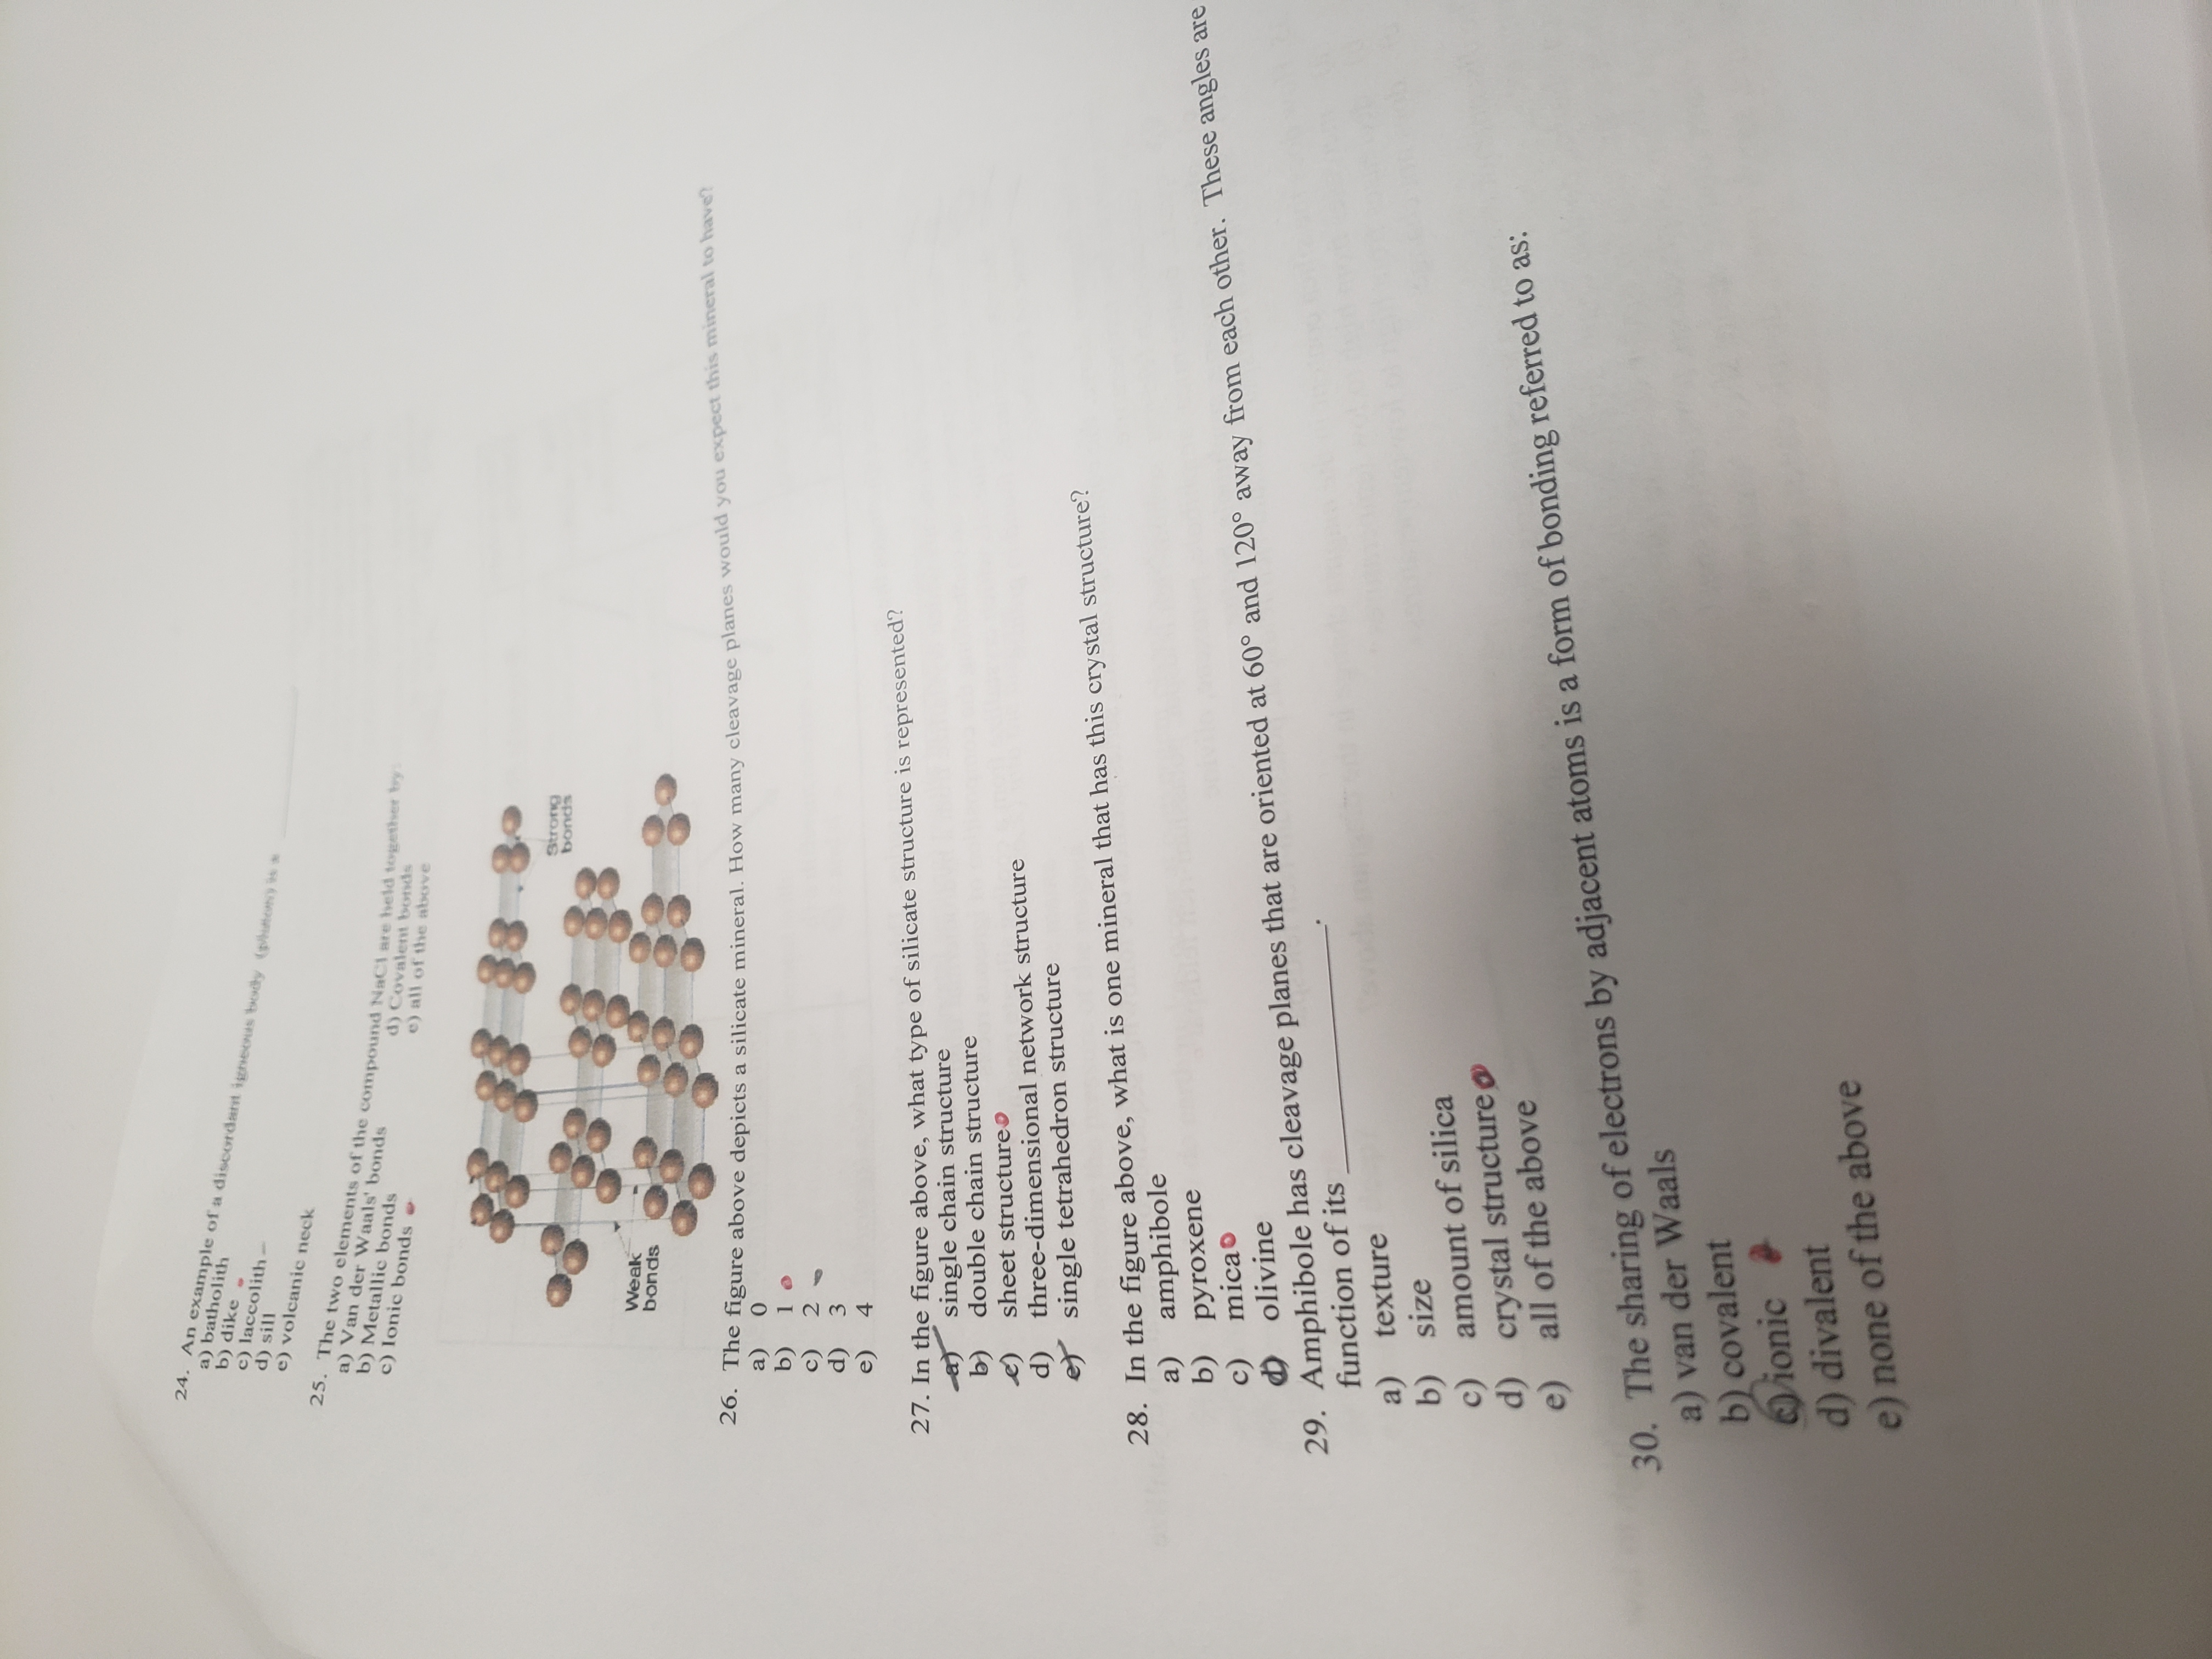 24. An example of a discordant igneous body (pluton) is a ____________
a) batholith
b) dike
c) laccolith
d) sill
e) volcanic neck
25. The two elements of the compound NaCl are held together by:
a) Van der Waals' bonds
b) Metallic bonds
c) Ionic bonds
d) Covalent bonds
e) all of the above
Strong
bonds
Weak
bonds
26. The figure above depicts a silicate mineral. How many cleavage planes would you expect this mineral to have?
a) 0
b) 1
c) 2
d) 3
e) 4
27. In the figure above, what type of silicate structure is represented?
a) single chain structure
b) double chain structure
c) sheet structure
d) three-dimensional network structure
e) single tetrahedron structure
28. In the figure above, what is one mineral that has this crystal structure?
a) amphibole
b) pyroxene
c) mica
d) olivine
29. Amphibole has cleavage planes that are oriented at 60° and 120° away from each other. These angles are
function of its ______________.
a) texture
b) size
c) amount of silica
d) crystal structure
e) all of the above
30. The sharing of electrons by adjacent atoms is a form of bonding referred to as:
a) van der Waals
b) covalent
c) ionic
d) divalent
e) none of the above